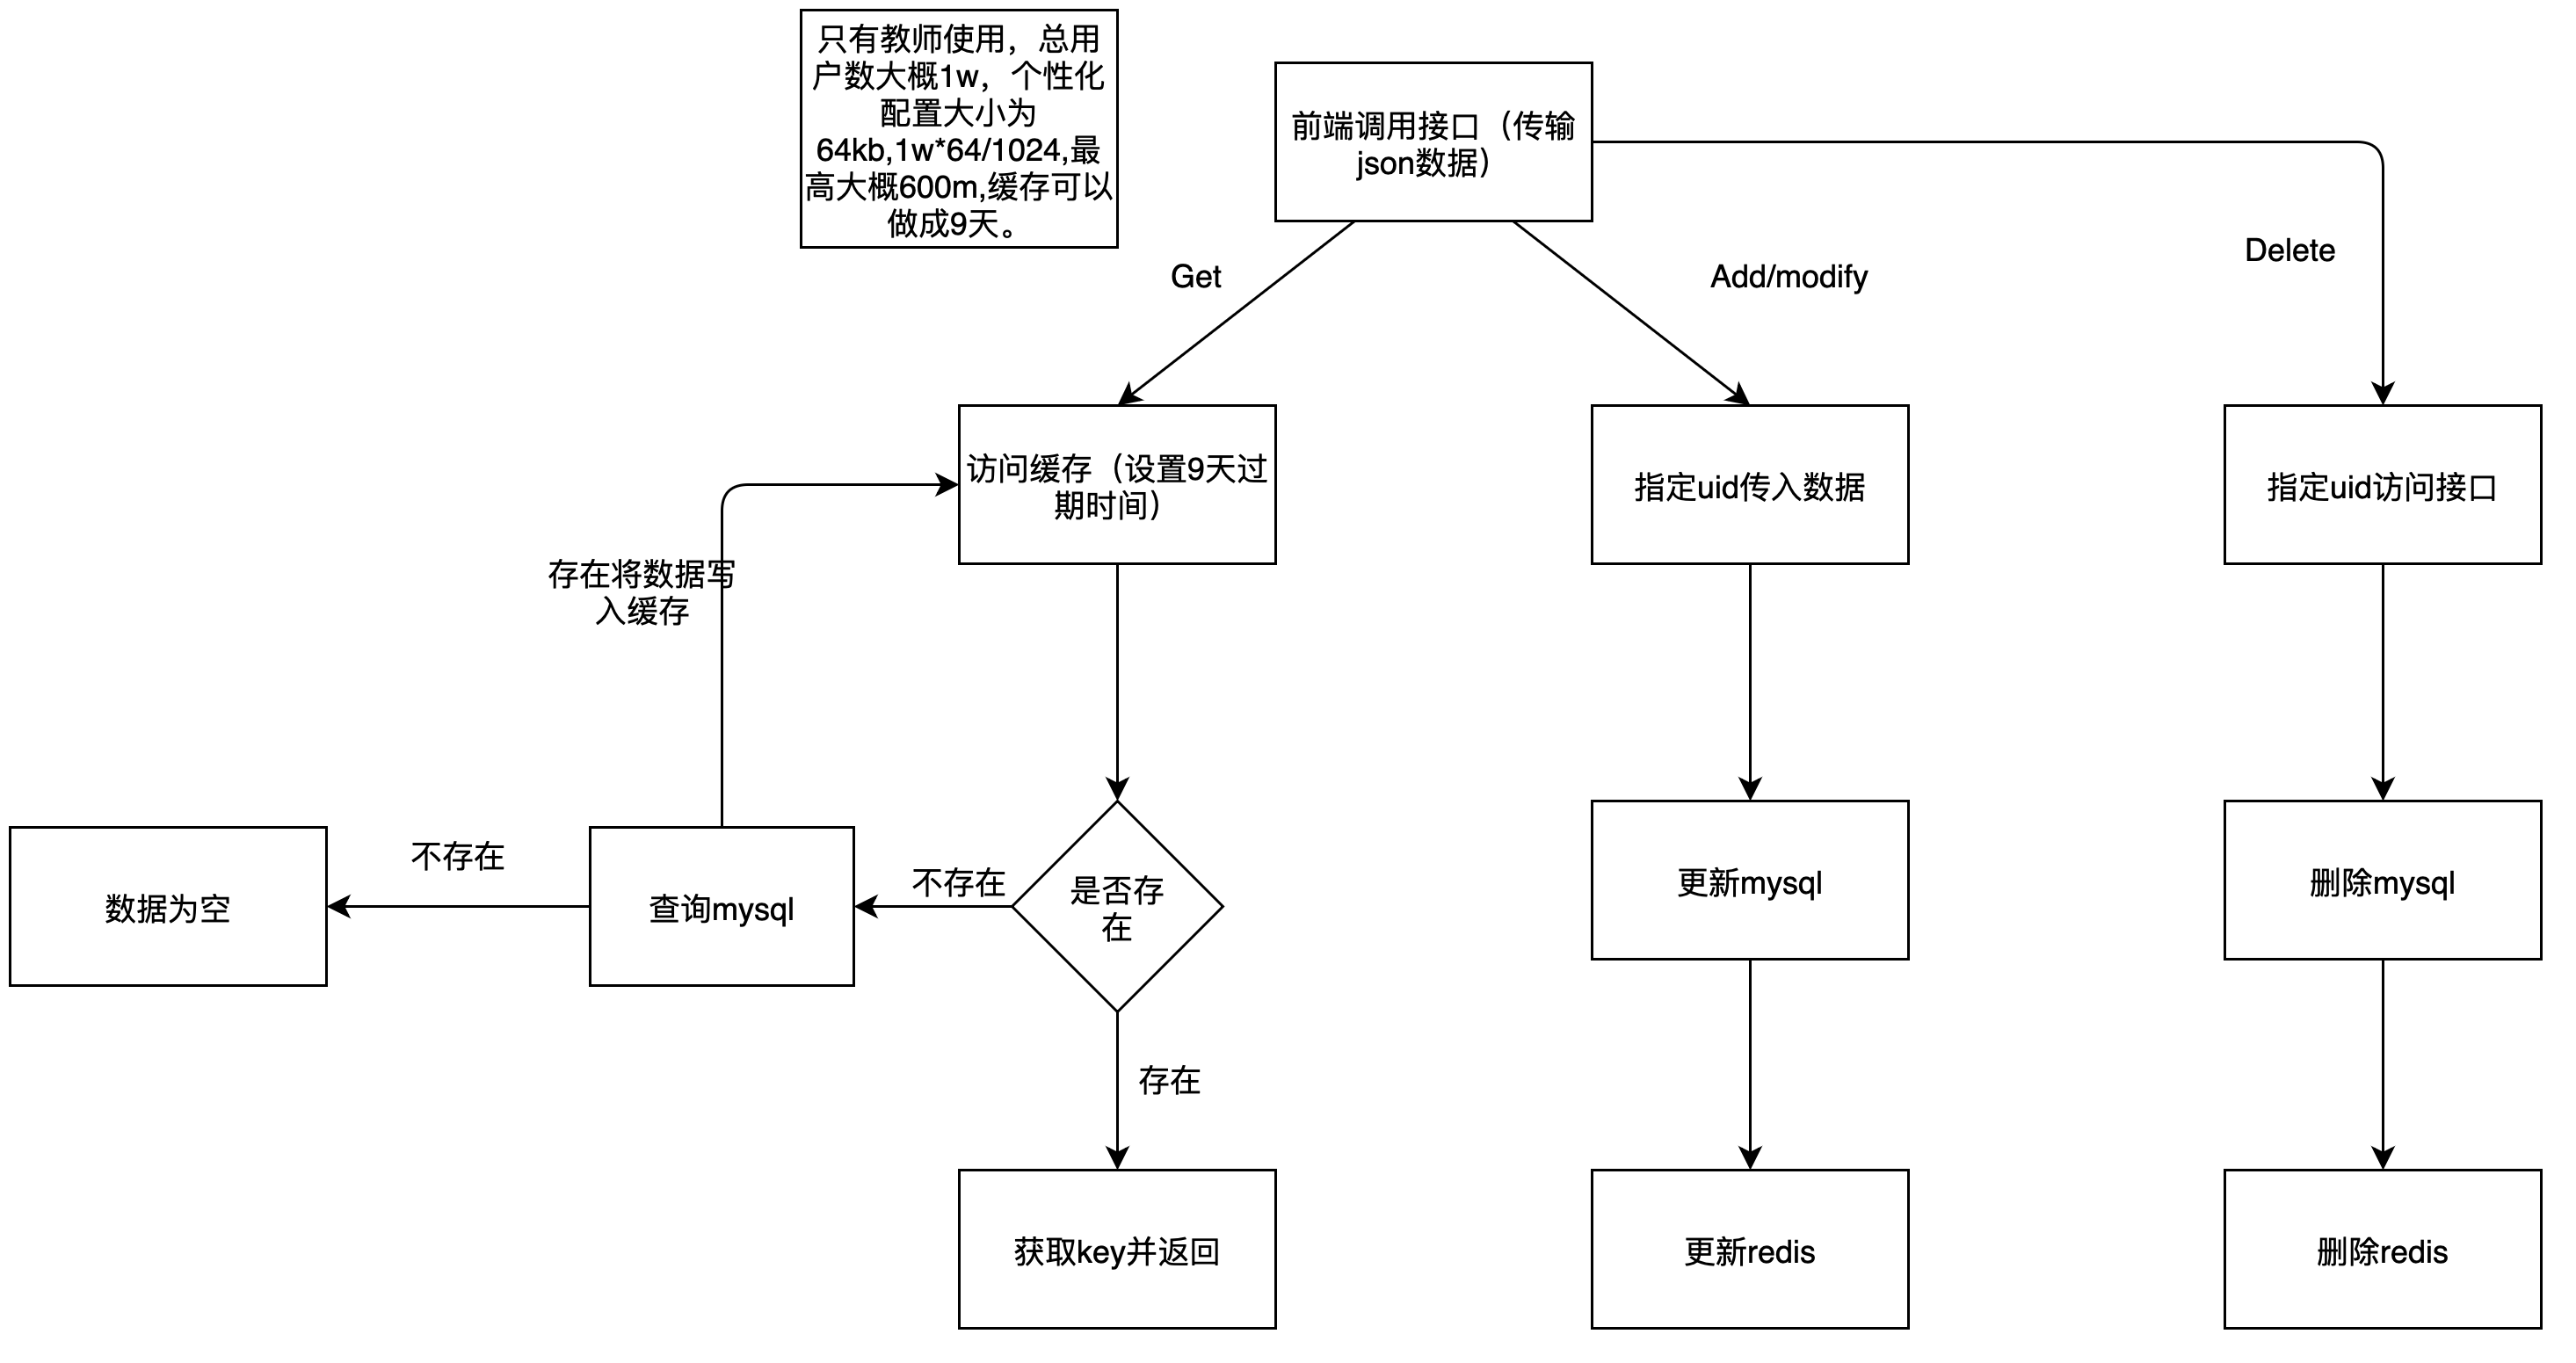 只有教师使用，总用
户数大概1w，个性化
配置大小为
64kb,1w*64/1024,最
高大概600m,缓存可以
做成9天。
前端调用接口（传输
json数据）
Get
Add/modify
Delete
访问缓存（设置9天过
期时间）
指定uid传入数据
指定uid访问接口
存在将数据写
入缓存
数据为空
不存在
查询mysql
不存在
是否存
在
更新mysql
删除mysql
存在
获取key并返回
更新redis
删除redis